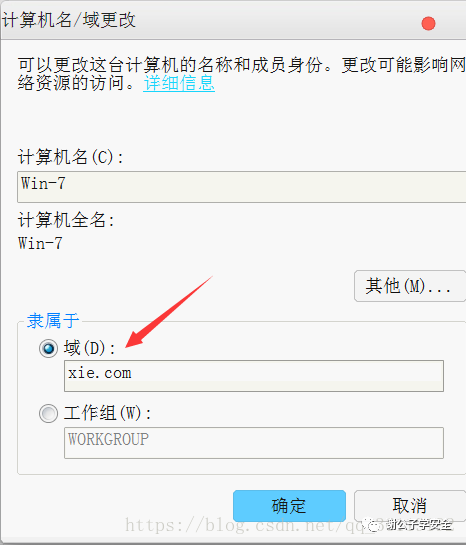 计算机名/域更改
可以更改这台计算机的名称和成员身份。更改可能影响网
络资源的访问。详细信息
计算机名(C):
Win-7
计算机全名:
Win-7
其他(M)...
隶属于
域(D):
xie.com
工作组(W):
WORKGROUP
确定
取消
谢公子学安全
https://blog.csdn.net/qq